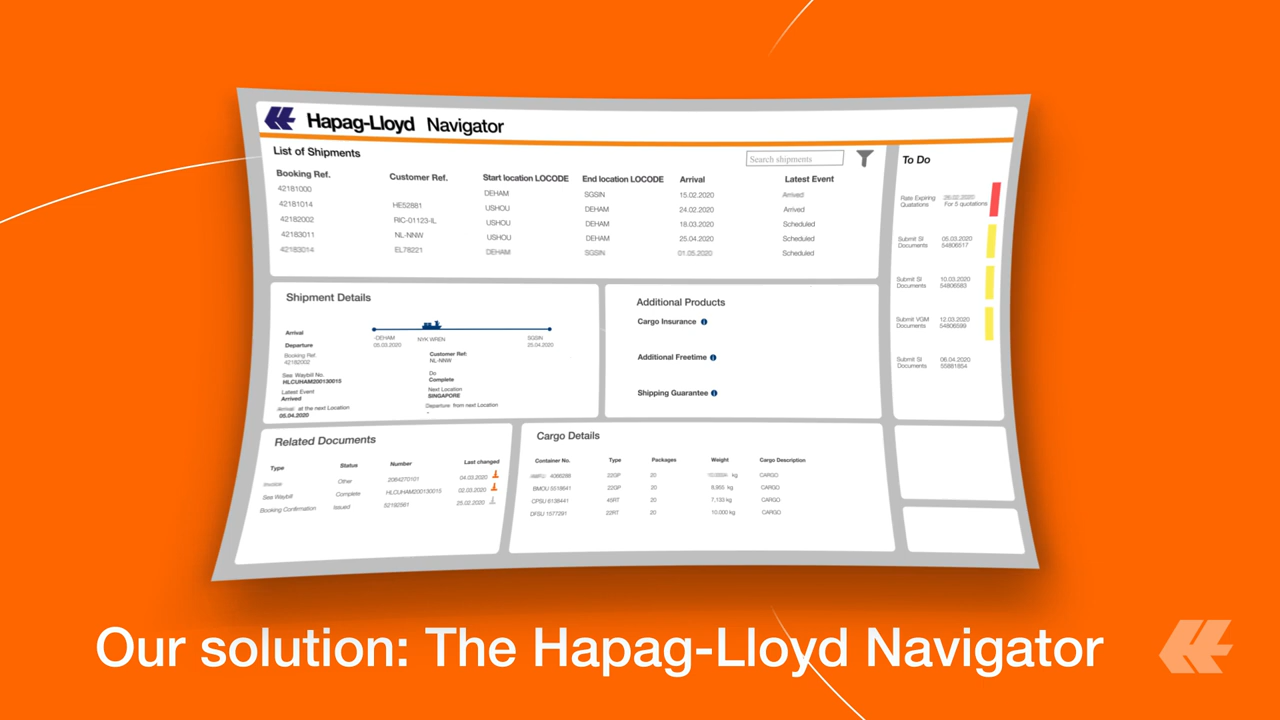 Hapag-Lloyd Navigator
List of Shipments
Search shipments
Booking Ref. Customer Ref. Start location LOCODE End location LOCODE Arrival Latest Event
42181000 DEHAM SGSIN 15.02.2020 Arrived
42181014 HE52881 USHOU DEHAM 24.02.2020 Arrived
42182002 RIC-01123-IL USHOU DEHAM 18.03.2020 Scheduled
42183011 NL-NNW USHOU DEHAM 25.04.2020 Scheduled
42183014 EL78221 DEHAM SGSIN 01.05.2020 Scheduled
To Do
Rate Expiring
Quatations For 5 quotations
Submit SI 05.03.2020
Documents 54806517
Submit SI 10.03.2020
Documents 54806583
Submit VGM 12.03.2020
Documents 54806599
Submit SI 06.04.2020
Documents 55881854
Shipment Details
-DEHAM NYK WREN SGSIN
05.03.2020 25.04.2020
Arrival
Departure
Booking Ref.
42182002
Sea Waybill No.
HLCUHAM200130015
Latest Event
Arrived
Arrival at the next Location
05.04.2020
Customer Ref:
NL-NNW
Do
Complete
Next Location
SINGAPORE
Departure from next Location
-
Additional Products
Cargo Insurance i
Additional Freetime i
Shipping Guarantee i
Related Documents
Type Status Number Last changed
Other 2084270101 04.03.2020
Sea Waybill Complete HLCUHAM200130015 02.03.2020
Booking Confirmation Issued 52192561 25.02.2020
Cargo Details
Container No. Type Packages Weight Cargo Description
4066288 22GP 20 kg CARGO
BMOU 5518641 22GP 20 8,955 kg CARGO
CPSU 6138441 45RT 20 7,133 kg CARGO
DFSU 1577291 22RT 20 10.000 kg CARGO
Our solution: The Hapag-Lloyd Navigator